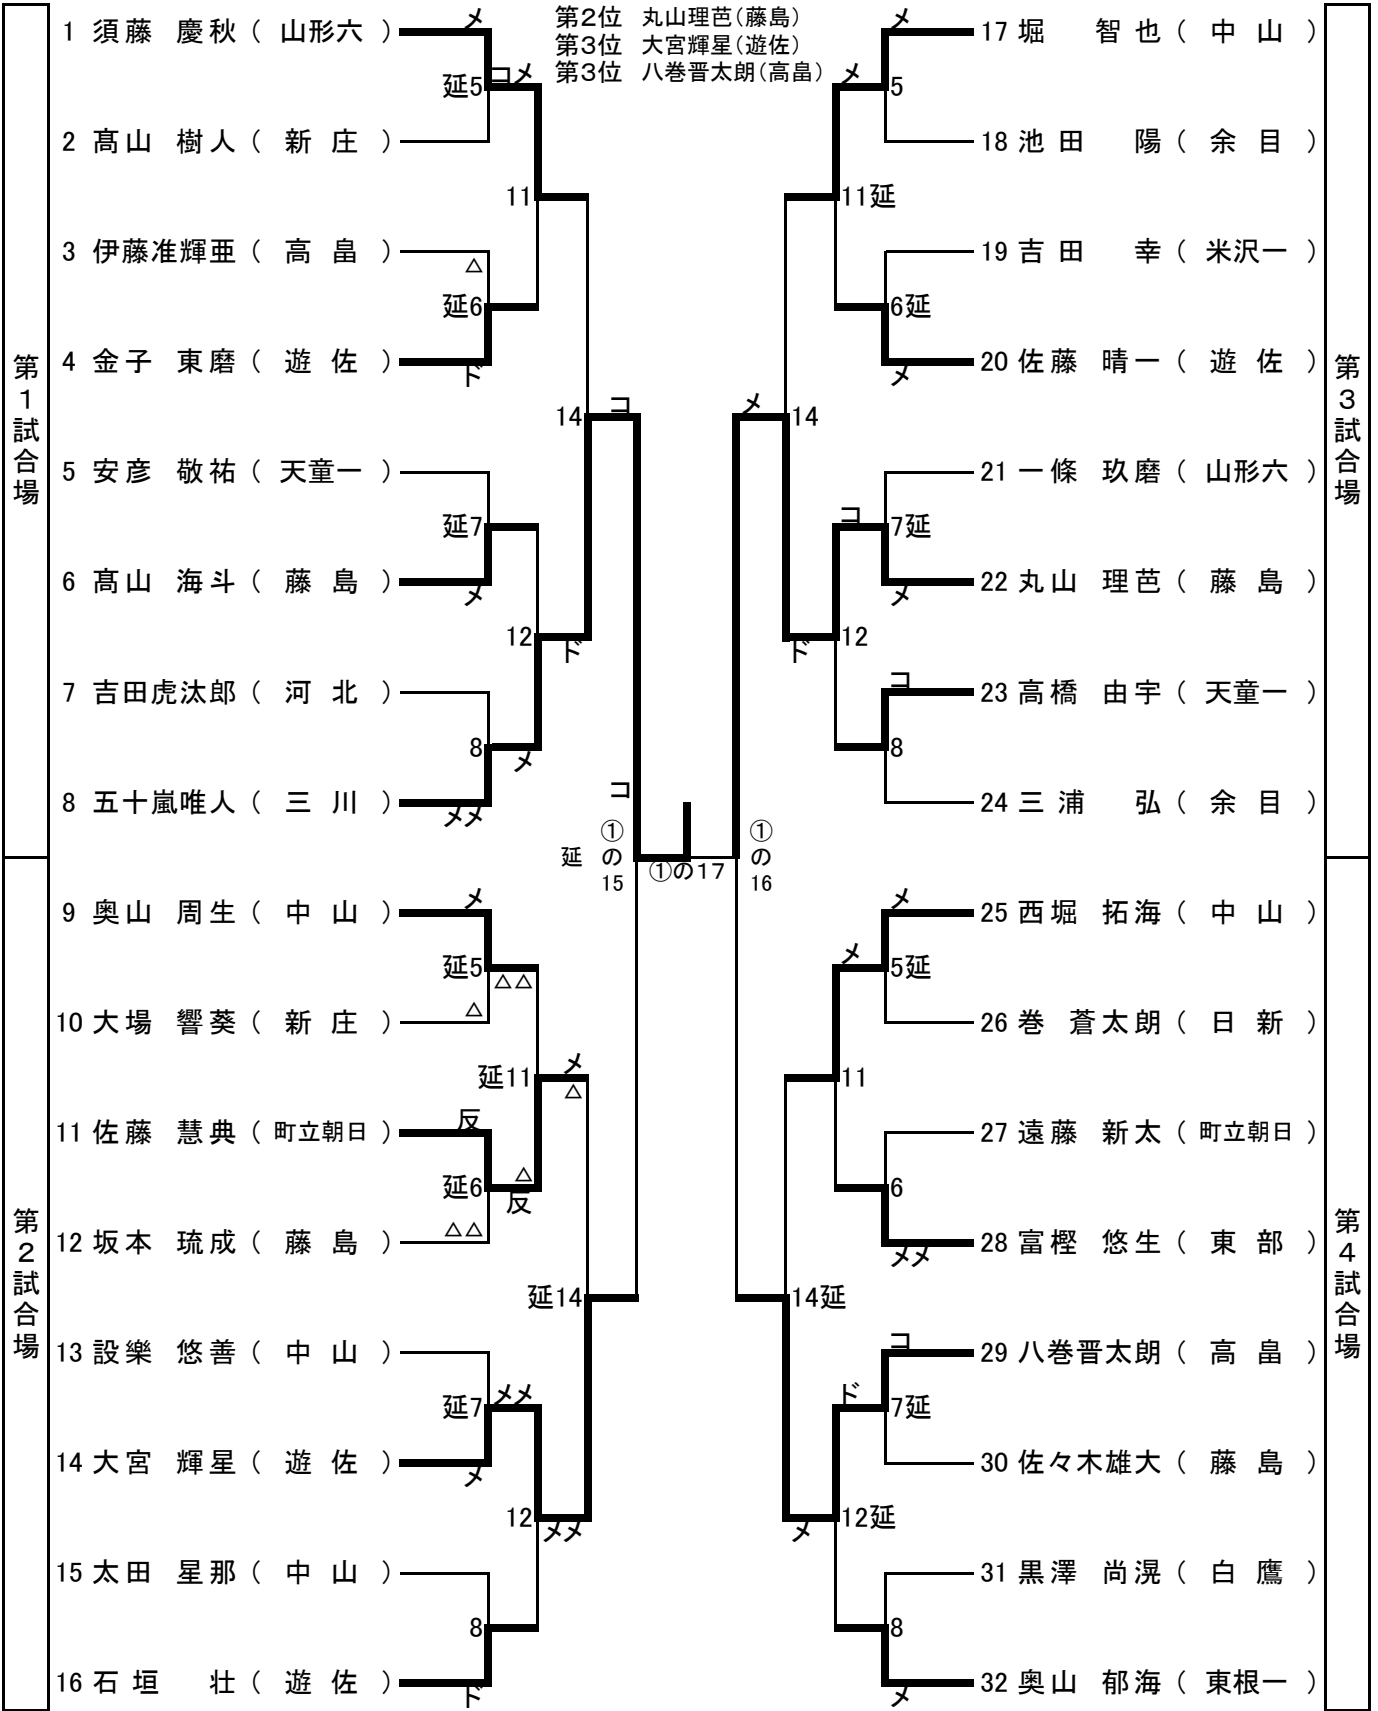 第2位 丸山理芭(藤島)
第3位 大宮輝星(遊佐)
第3位 八巻晋太朗(高畠)
第1試合場
1 須藤 慶秋 ( 山形六 )
メ
延5
コメ
2 髙山 樹人 ( 新庄 )
11
3 伊藤准輝亜 ( 高畠 )
△
延6
4 金子 東磨 ( 遊佐 )
ド
14
コ
5 安彦 敬祐 ( 天童一 )
延7
6 髙山 海斗 ( 藤島 )
メ
12
ド
7 吉田虎汰郎 ( 河北 )
8
メ
8 五十嵐唯人 ( 三川 )
メメ
コ
延
①の15
①の17
①の16
第2試合場
9 奥山 周生 ( 中山 )
メ
延5
△△
10 大場 響葵 ( 新庄 )
△
延11
メ
△
11 佐藤 慧典 ( 町立朝日 )
反
延6
△
反
12 坂本 琉成 ( 藤島 )
△△
延14
13 設樂 悠善 ( 中山 )
延7
メメ
14 大宮 輝星 ( 遊佐 )
メ
12
メメ
15 太田 星那 ( 中山 )
8
16 石垣 壮 ( 遊佐 )
ド
第3試合場
メ
17 堀 智也 ( 中山 )
メ
5
18 池田 陽 ( 余目 )
11延
19 吉田 幸 ( 米沢一 )
6延
20 佐藤 晴一 ( 遊佐 )
メ
メ
14
21 一條 玖磨 ( 山形六 )
コ
7延
22 丸山 理芭 ( 藤島 )
メ
ド
12
コ
23 高橋 由宇 ( 天童一 )
8
24 三浦 弘 ( 余目 )
第4試合場
メ
25 西堀 拓海 ( 中山 )
メ
5延
26 巻 蒼太朗 ( 日新 )
11
27 遠藤 新太 ( 町立朝日 )
6
28 富樫 悠生 ( 東部 )
メメ
14延
コ
29 八巻晋太朗 ( 高畠 )
ド
7延
30 佐々木雄大 ( 藤島 )
メ
12延
31 黒澤 尚滉 ( 白鷹 )
8
32 奥山 郁海 ( 東根一 )
メ